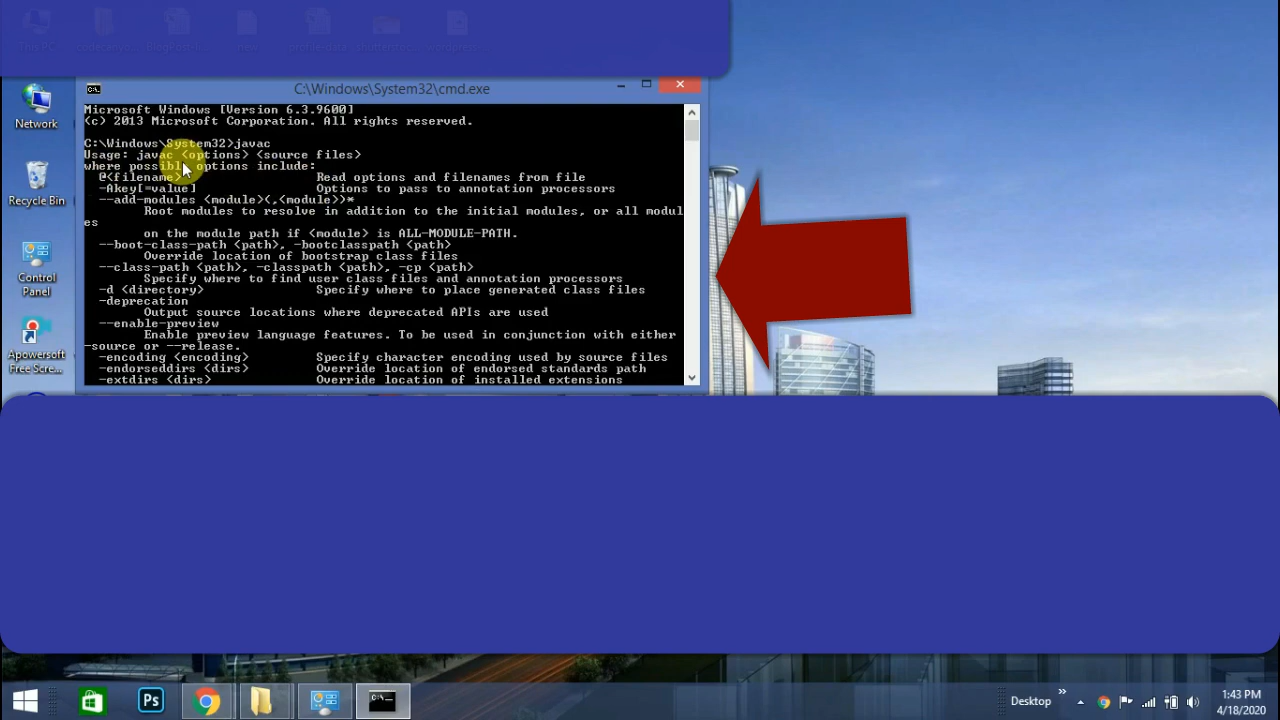 This PC
new
profile-data
wordpress
C:\Windows\System32\cmd.exe
Network
Recycle Bin
Control
Panel
Apowersoft
Free Scre...
Microsoft Windows [Version 6.3.9600]
(c) 2013 Microsoft Corporation. All rights reserved.
C:\Windows\System32>javac
Usage: javac <options> <source files>
where possible options include:
@<filename> Read options and filenames from file
-Akey[=value] Options to pass to annotation processors
--add-modules <module>(,<module>)*
Root modules to resolve in addition to the initial modules, or all modul
es
on the module path if <module> is ALL-MODULE-PATH.
--boot-class-path <path>, -bootclasspath <path>
Override location of bootstrap class files
--class-path <path>, -classpath <path>, -cp <path>
Specify where to find user class files and annotation processors
-d <directory> Specify where to place generated class files
-deprecation
Output source locations where deprecated APIs are used
--enable-preview
Enable preview language features. To be used in conjunction with either
-source or --release.
-encoding <encoding> Specify character encoding used by source files
-endorseddirs <dirs> Override location of endorsed standards path
-extdirs <dirs> Override location of installed extensions
Ps
C:\.
Desktop
1:43 PM
4/18/2020